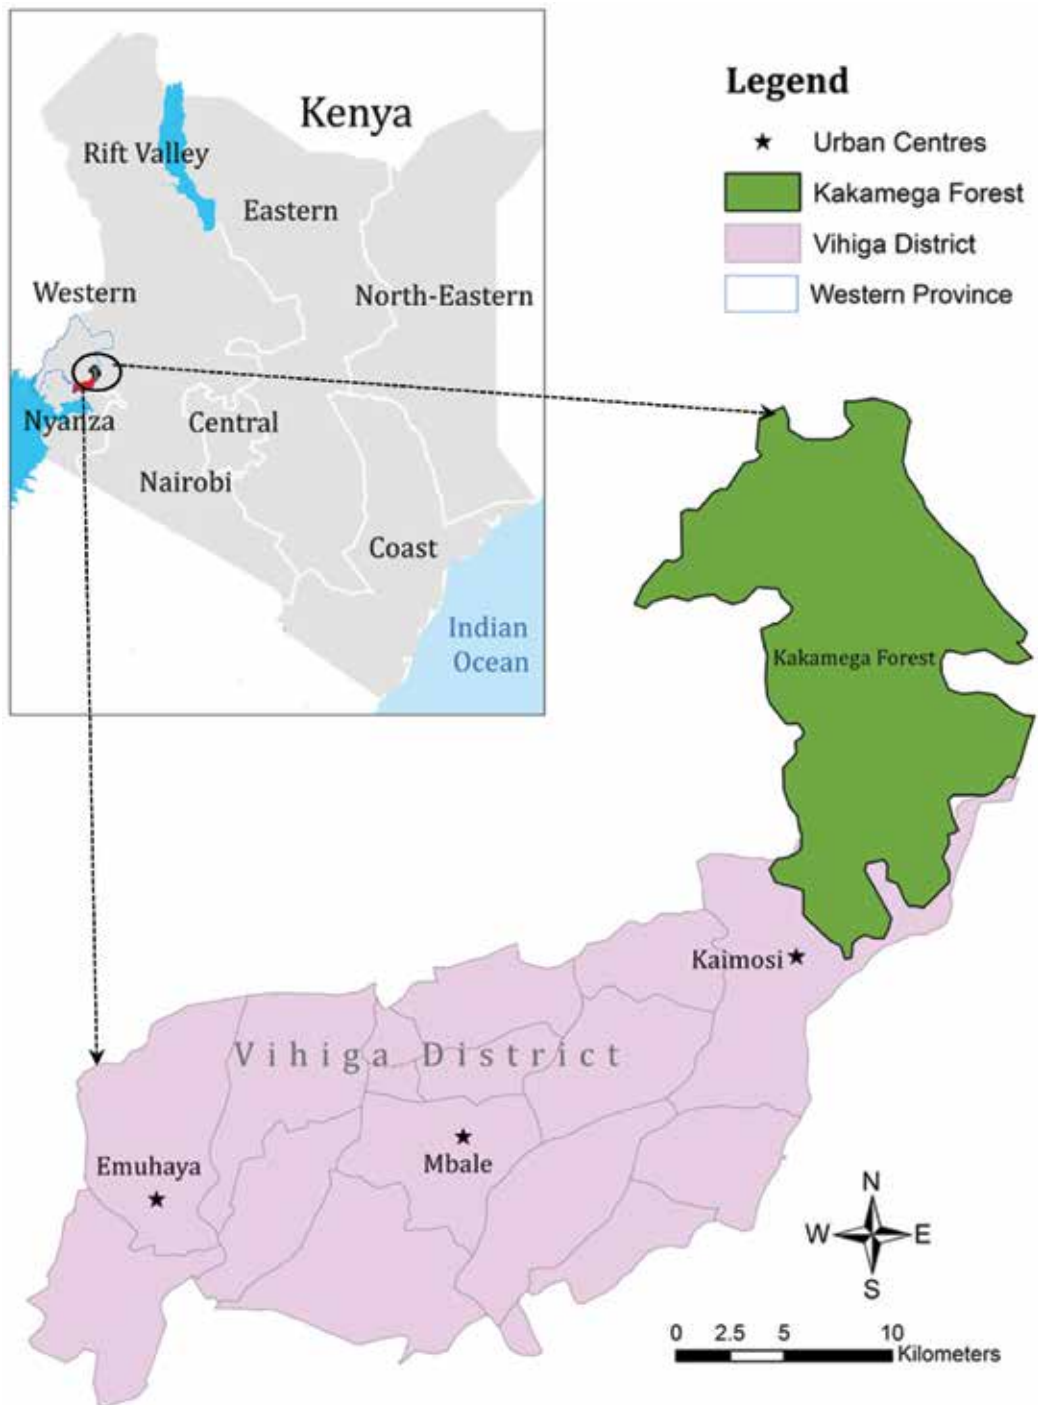 Kenya
Rift Valley
Eastern
Western
North-Eastern
Nyanza
Central
Nairobi
Coast
Indian
Ocean
Legend
Urban Centres
Kakamega Forest
Vihiga District
Western Province
Kakamega Forest
Kaimosi
Vihiga District
Emuhaya
Mbale
N
W E
S
0 2.5 5 10
Kilometers